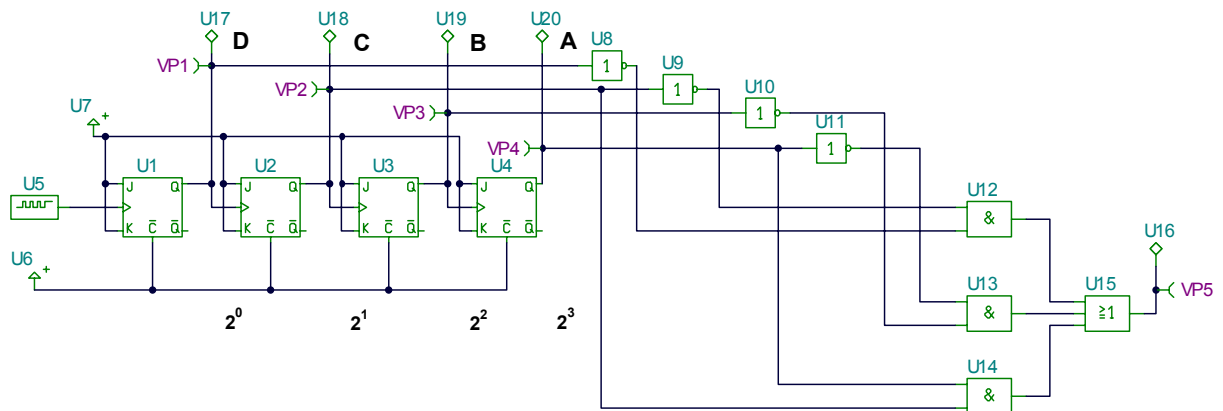 U17 U18 U19 U20
D C B A
U8
VP1 1
U9
VP2 1
U10
VP3 1
U11
VP4 1
U7 +
U1 U2 U3 U4
U5
J Q J Q J Q J Q
K C̅ Q̅ K C̅ Q̅ K C̅ Q̅ K C̅ Q̅
U6 +
2⁰ 2¹ 2² 2³
U12
&
U13
&
U14
&
U15
≧1
U16
VP5